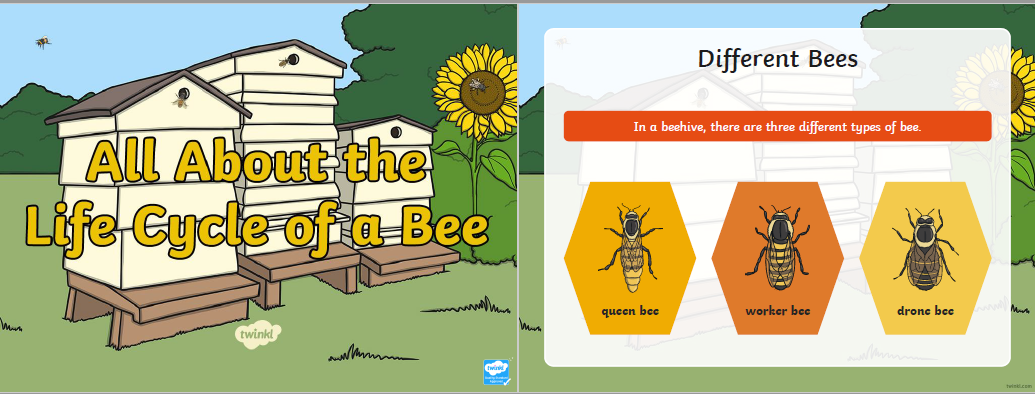 All About the
Life Cycle of a Bee
twinkl
Different Bees
In a beehive, there are three different types of bee.
queen bee
worker bee
drone bee
twinkl.com